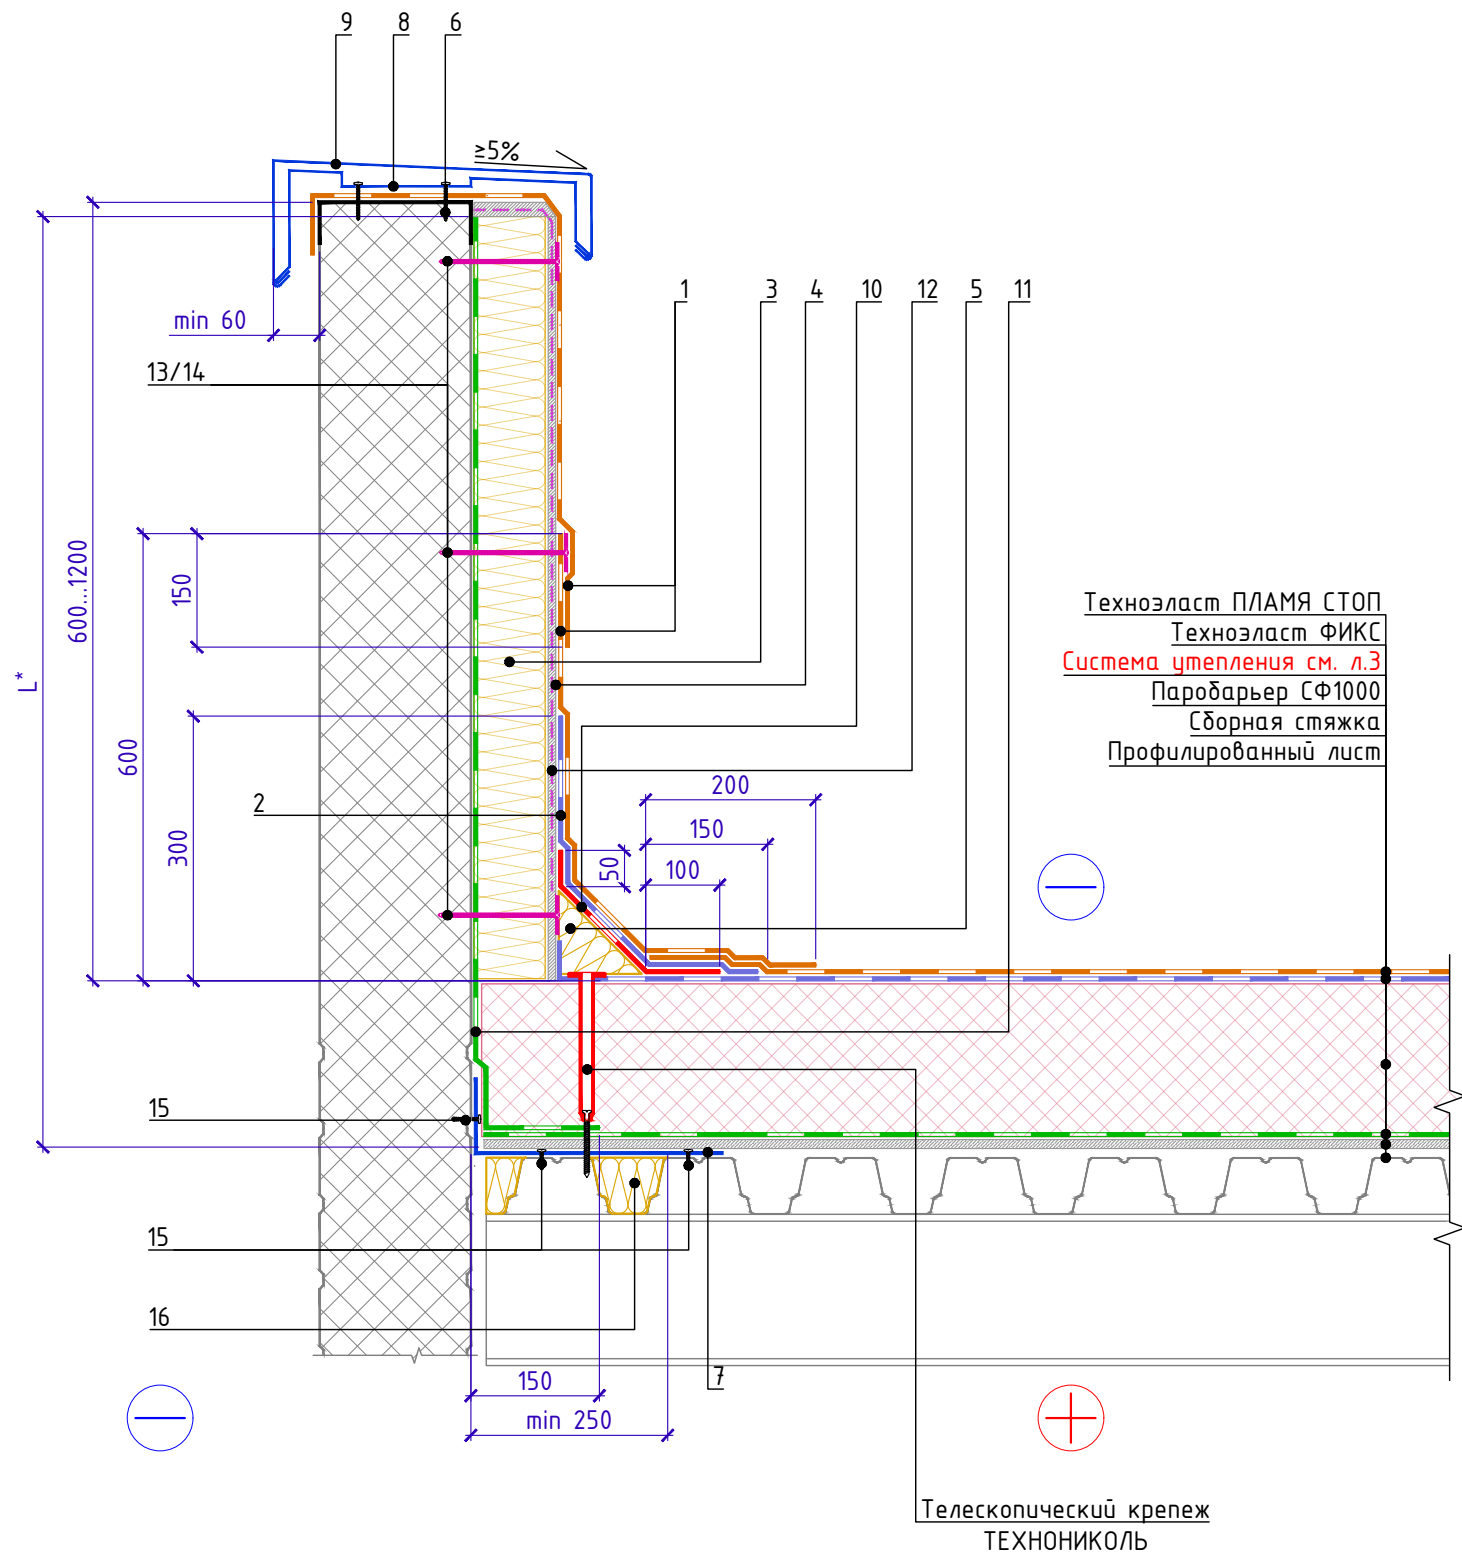 9 8 6
≥5%
1 3 4 10 12 5 11
min 60
13/14
600...1200
150
L*
600
300
Техноэласт ПЛАМЯ СТОП
Техноэласт ФИКС
Система утепления см. л.3
Паробарьер СФ1000
Сборная стяжка
Профилированный лист
2
200
150
50
100
15
15
16
7
150
min 250
Телескопический крепеж
ТЕХНОНИКОЛЬ